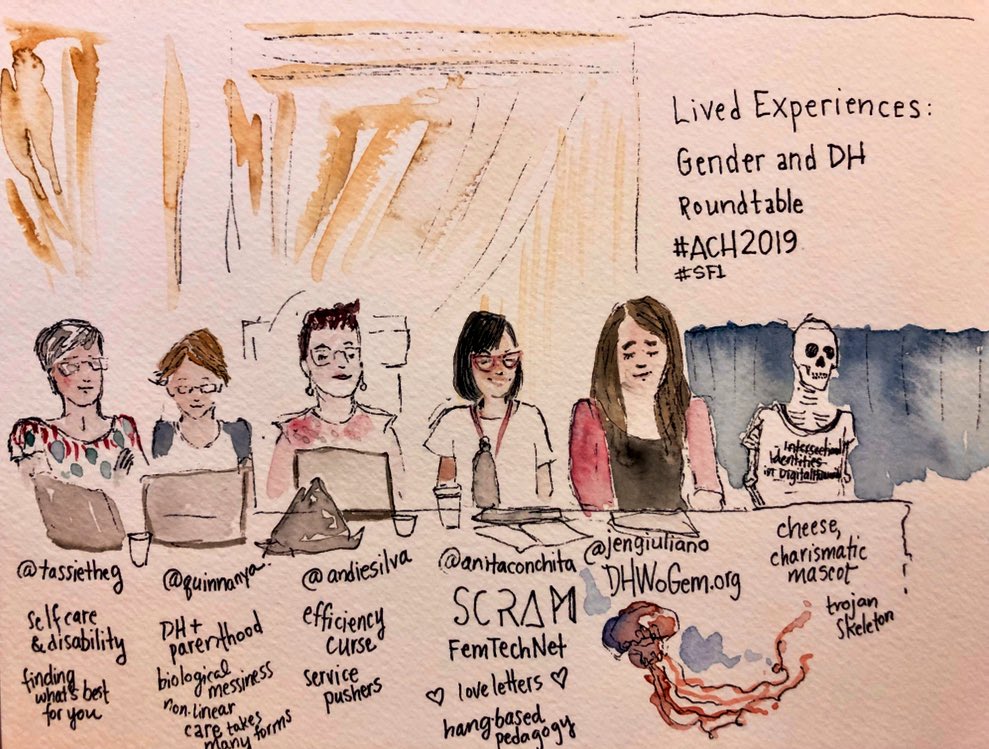 Lived Experiences:
Gender and DH
Roundtable
#ACH2019
#SF1
Intersectional
Identities
in Digital
@tassietheg
self care
& disability
finding
what's best
for you
@quinnanya
DH+
parenthood
biological
messiness
non-linear
care takes
many forms
@andiesilva
efficiency
curse
service
pushers
@anitaconchita
SCRAM
FemTechNet
♡ love letters ♡
hang-based
pedagogy
@jengiuliano
DHWoGem.org
cheese,
charismatic
mascot
trojan
skeleton